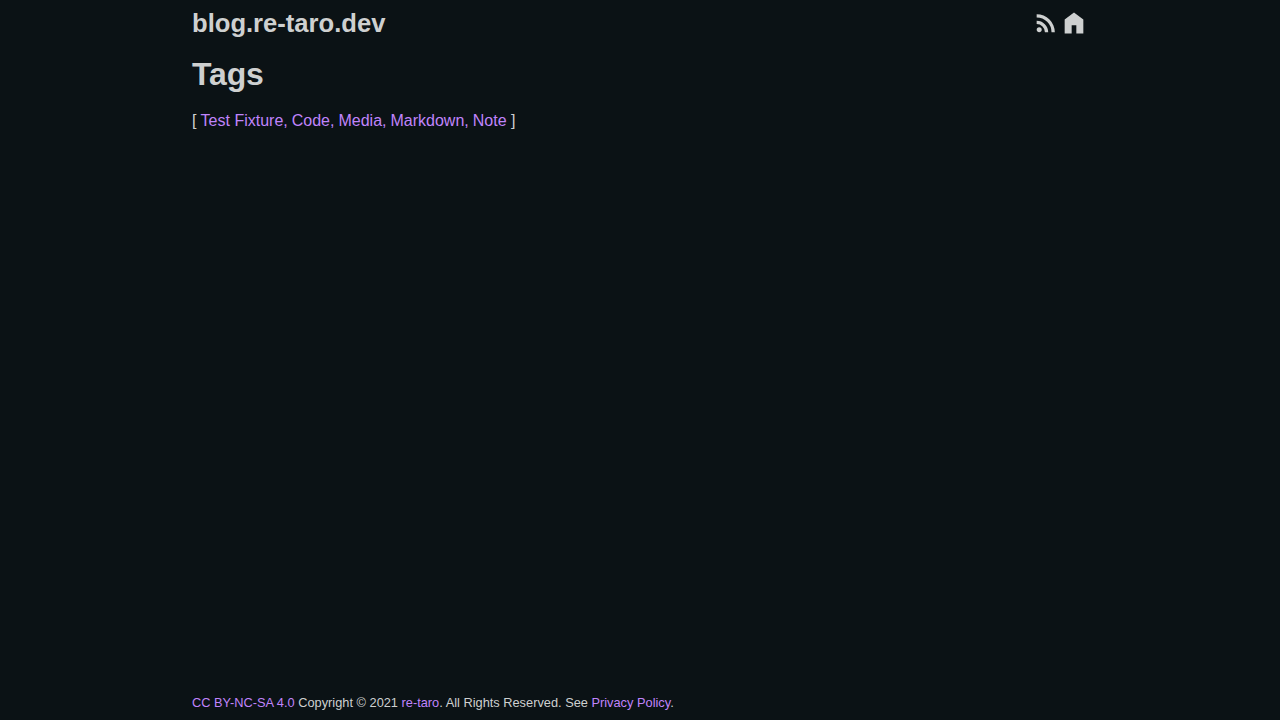 blog.re-taro.dev
Tags
[ Test Fixture, Code, Media, Markdown, Note ]
CC BY-NC-SA 4.0 Copyright © 2021 re-taro. All Rights Reserved. See Privacy Policy.